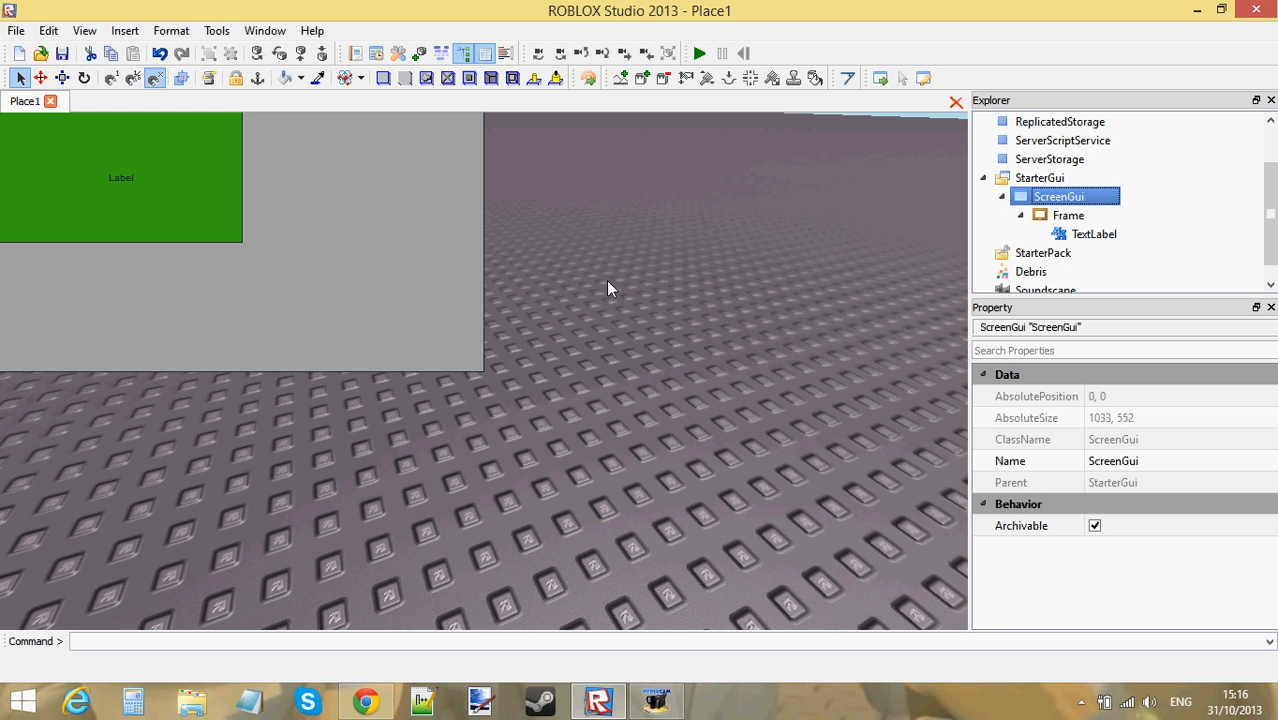 ROBLOX Studio 2013 - Place1
File Edit View Insert Format Tools Window Help
Place1
Label
Explorer
ReplicatedStorage
ServerScriptService
ServerStorage
StarterGui
ScreenGui
Frame
TextLabel
StarterPack
Debris
Soundscape
Property
ScreenGui "ScreenGui"
Search Properties
Data
AbsolutePosition 0, 0
AbsoluteSize 1033, 552
ClassName ScreenGui
Name ScreenGui
Parent StarterGui
Behavior
Archivable
Command >
HYPERCAM
ENG
15:16
31/10/2013